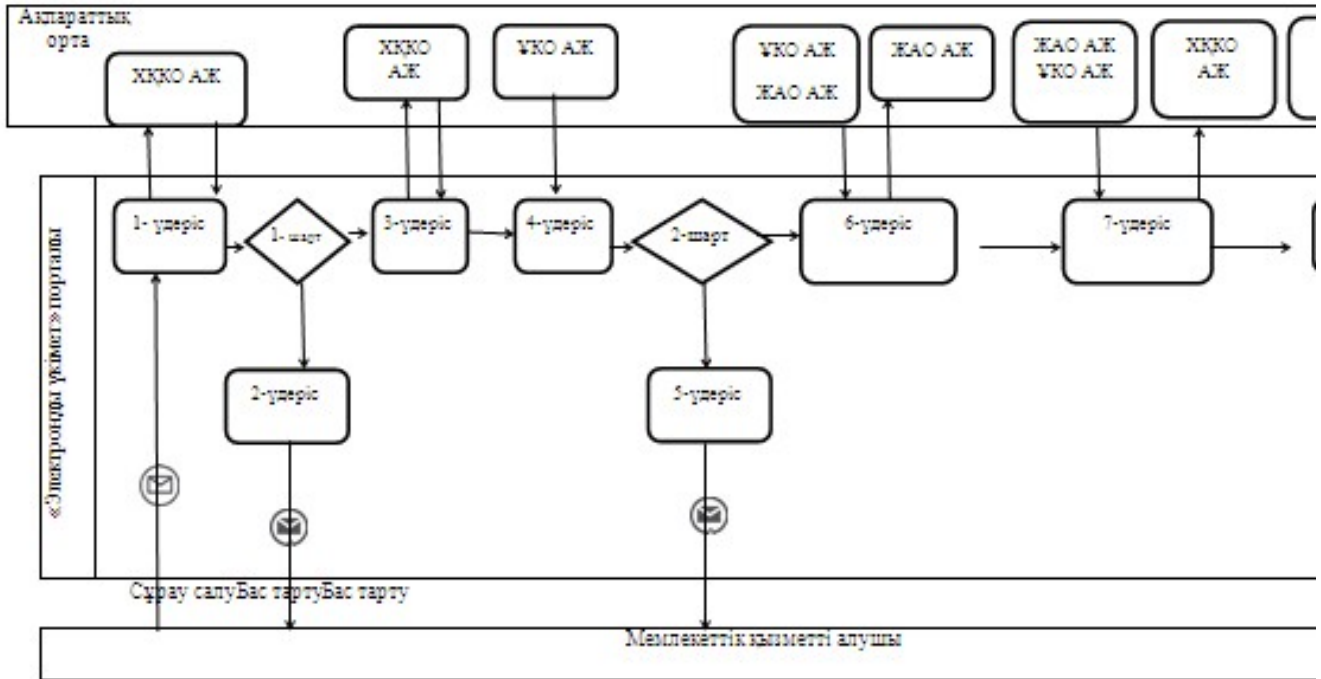 Ақпараттық
орта
ХҚКО АЖ
ХҚКО
АЖ
ҰКО АЖ
ҰКО АЖ
ЖАО АЖ
ЖАО АЖ
ЖАО АЖ
ҰКО АЖ
ХҚКО
АЖ
«Электронды үкімет»порталы
1- үдеріс
1- шарт
3-үдеріс
4-үдеріс
2-шарт
6-үдеріс
7-үдеріс
2-үдеріс
5-үдеріс
Сұрау салуБас тартуБас тарту
Мемлекеттік қызметті алушы